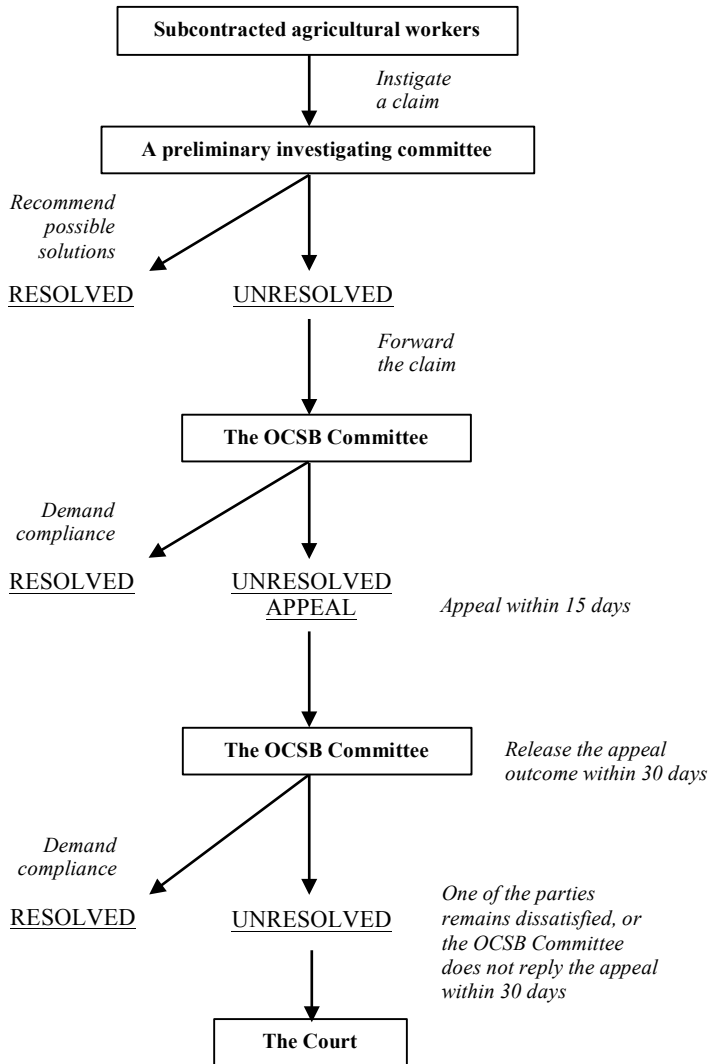 Subcontracted agricultural workers
Instigate
a claim
A preliminary investigating committee
Recommend
possible
solutions
RESOLVED
UNRESOLVED
Forward
the claim
The OCSB Committee
Demand
compliance
RESOLVED
UNRESOLVED
APPEAL
Appeal within 15 days
The OCSB Committee
Release the appeal
outcome within 30 days
Demand
compliance
RESOLVED
UNRESOLVED
One of the parties
remains dissatisfied, or
the OCSB Committee
does not reply the appeal
within 30 days
The Court